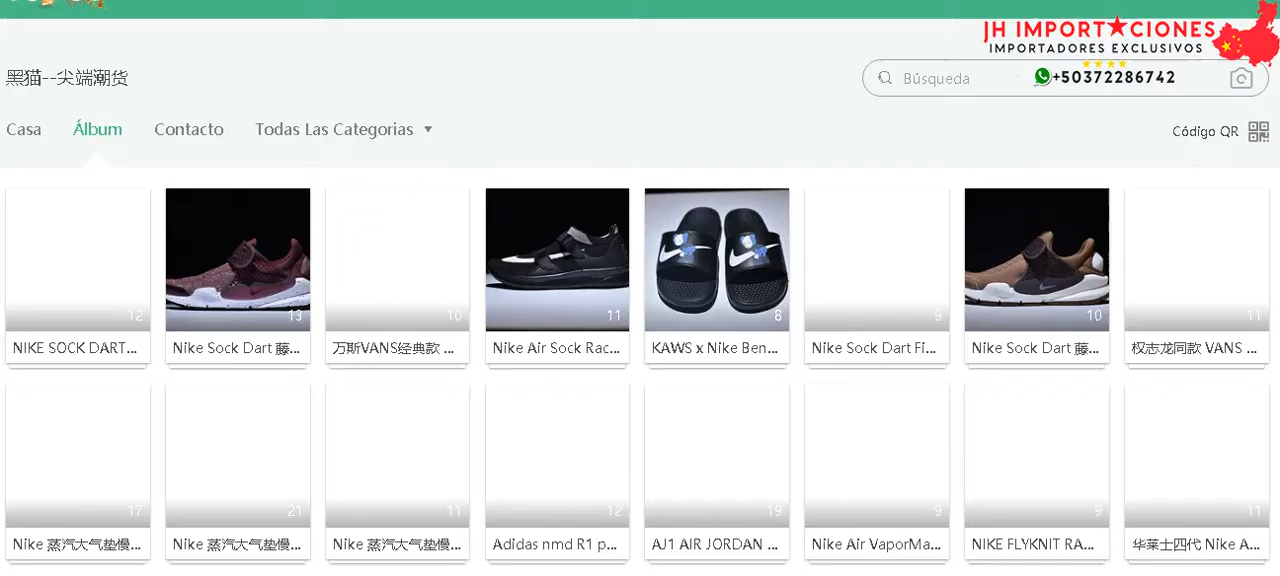 JH IMPORT★CIONES
IMPORTADORES EXCLUSIVOS
黑猫--尖端潮货
Búsqueda
+50372286742
Casa
Álbum
Contacto
Todas Las Categorias
Código QR
12
13
10
11
8
9
10
11
NIKE SOCK DART...
Nike Sock Dart 藤...
万斯VANS经典款 ...
Nike Air Sock Rac...
KAWS x Nike Ben...
Nike Sock Dart Fi...
Nike Sock Dart 藤...
权志龙同款 VANS ...
17
21
11
12
19
9
9
11
Nike 蒸汽大气垫慢...
Nike 蒸汽大气垫慢...
Nike 蒸汽大气垫慢...
Adidas nmd R1 p...
AJ1 AIR JORDAN ...
Nike Air VaporMa...
NIKE FLYKNIT RA...
华莱士四代 Nike A...